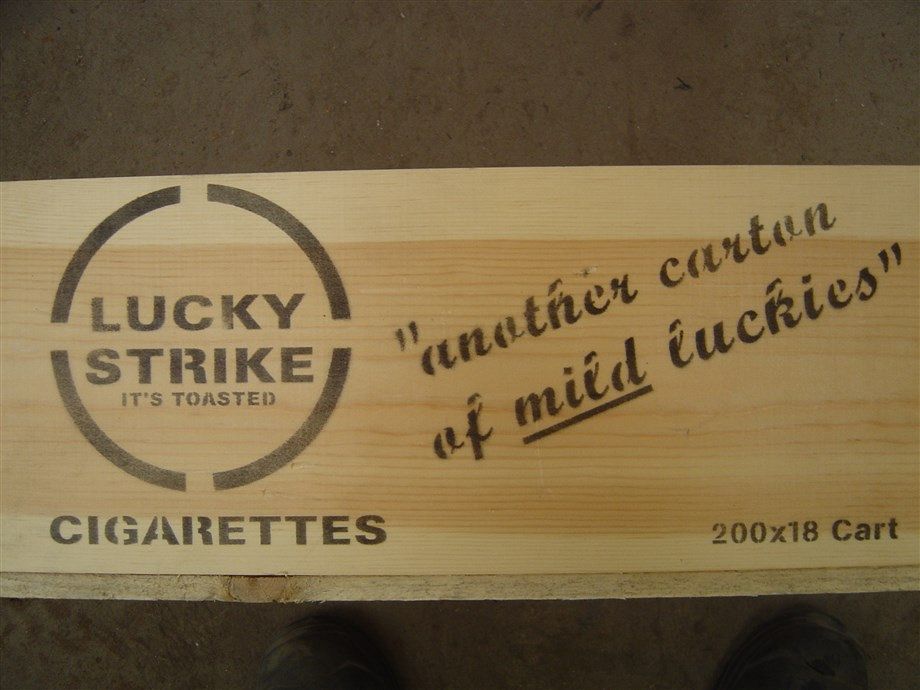 LUCKY
STRIKE
IT'S TOASTED
CIGARETTES
"another carton
of mild luckies"
200x18 Cart